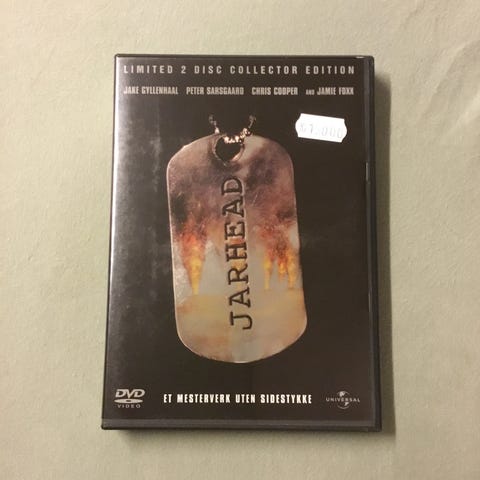 LIMITED 2 DISC COLLECTOR EDITION
JAKE GYLLENHAAL PETER SARSGAARD CHRIS COOPER AND JAMIE FOXX
JARHEAD
ET MESTERVERK UTEN SIDESTYKKE
DVD
VIDEO
UNIVERSAL